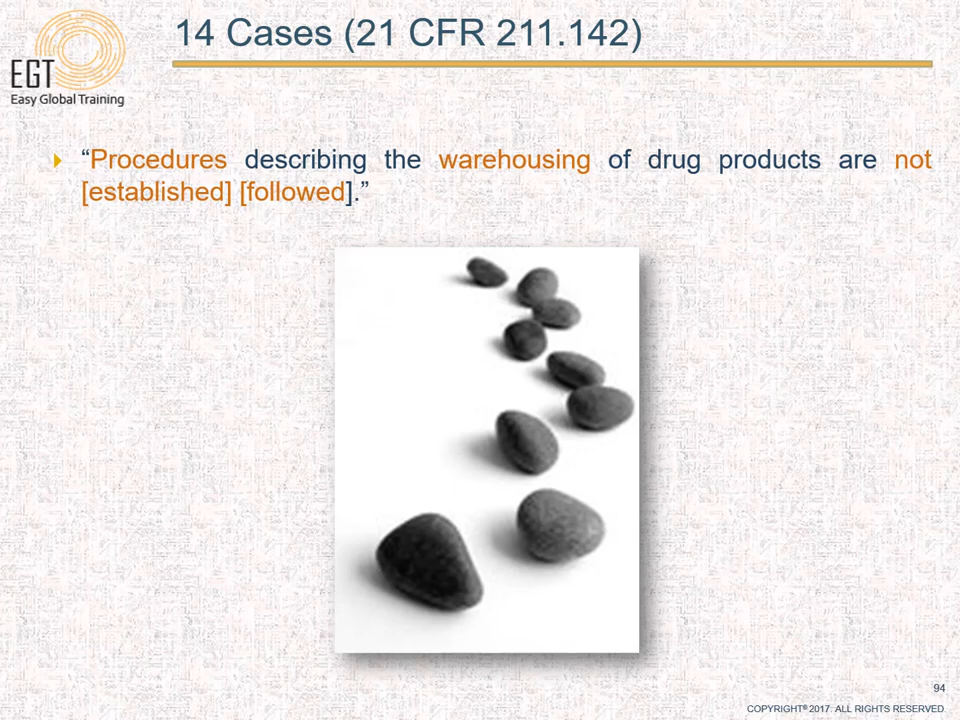 14 Cases (21 CFR 211.142)
EGT
Easy Global Training
“Procedures describing the warehousing of drug products are not
[established] [followed].”
94
COPYRIGHT® 2017. ALL RIGHTS RESERVED.